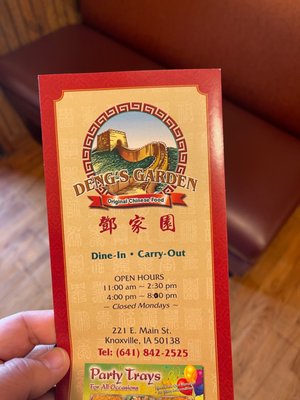 DENG'S GARDEN
Original Chinese Food
鄧家園
Dine-In • Carry-Out
OPEN HOURS
11:00 am ~ 2:30 pm
4:00 pm ~ 8:00 pm
~ Closed Mondays ~
221 E. Main St.
Knoxville, IA 50138
Tel: (641) 842-2525
Party Trays
For All Occasions